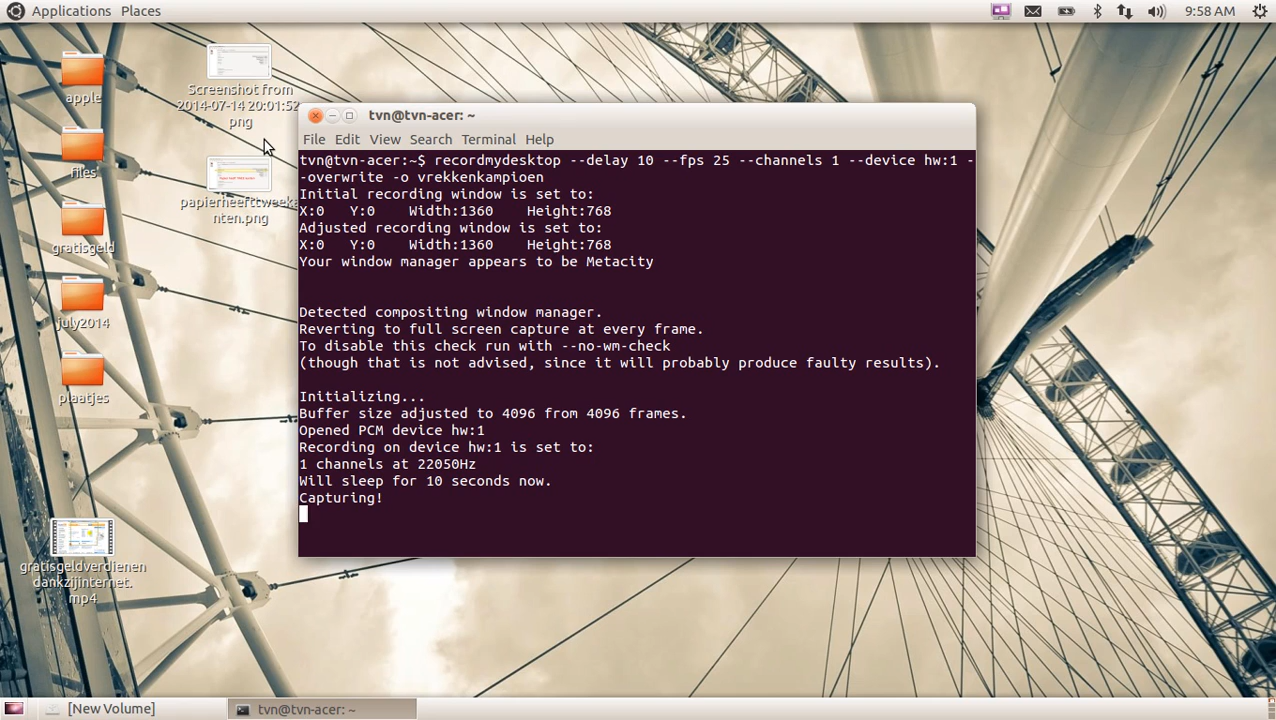 Applications Places
9:58 AM
apple
files
gratisgeld
july2014
plaatjes
gratisgeldverdienen
dankzijinternet.
mp4
Screenshot from
2014-07-14 20:01:52
png
papierheefttweeka
nten.png
tvn@tvn-acer: ~
File Edit View Search Terminal Help
tvn@tvn-acer:~$ recordmydesktop --delay 10 --fps 25 --channels 1 --device hw:1 -
-overwrite -o vrekkenkampioen
Initial recording window is set to:
X:0 Y:0 Width:1360 Height:768
Adjusted recording window is set to:
X:0 Y:0 Width:1360 Height:768
Your window manager appears to be Metacity
Detected compositing window manager.
Reverting to full screen capture at every frame.
To disable this check run with --no-wm-check
(though that is not advised, since it will probably produce faulty results).
Initializing...
Buffer size adjusted to 4096 from 4096 frames.
Opened PCM device hw:1
Recording on device hw:1 is set to:
1 channels at 22050Hz
Will sleep for 10 seconds now.
Capturing!
[New Volume]
tvn@tvn-acer: ~